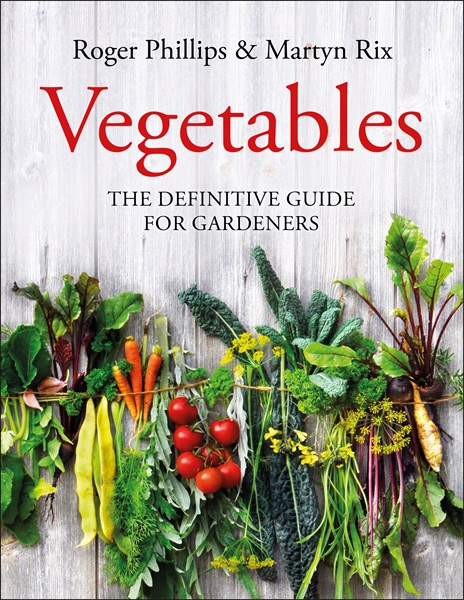 Roger Phillips & Martyn Rix
Vegetables
THE DEFINITIVE GUIDE
FOR GARDENERS